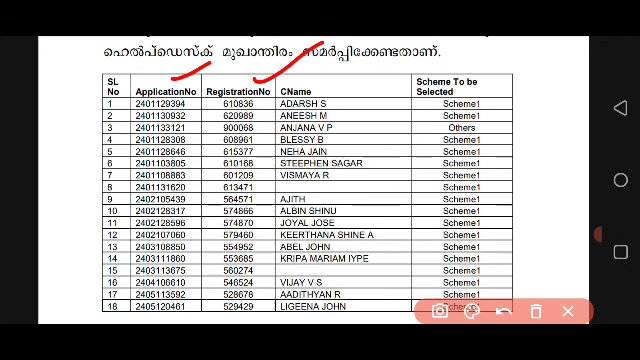 ഹെൽപ്ഡെസ്ക് മുഖാന്തിരം സമർപ്പിക്കേണ്ടതാണ്.
SL No ApplicationNo RegistrationNo CName Scheme To be Selected
1 2401129394 610836 ADARSH S Scheme1
2 2401130932 620989 ANEESH M Scheme1
3 2401133121 900068 ANJANA V P Others
4 2401128308 608961 BLESSY B Scheme1
5 2401128646 615377 NEHA JAIN Scheme1
6 2401103805 610168 STEEPHEN SAGAR Scheme1
7 2401108883 601209 VISMAYA R Scheme1
8 2401131620 613471 Scheme1
9 2402105439 564571 AJITH Scheme1
10 2402128317 574866 ALBIN SHINU Scheme1
11 2402128596 574870 JOYAL JOSE Scheme1
12 2402107060 579460 KEERTHANA SHINE A Scheme1
13 2403108850 554952 ABEL JOHN Scheme1
14 2403111860 553685 KRIPA MARIAM IYPE Scheme1
15 2403113675 560274 Scheme1
16 2404106610 546524 VIJAY V S Scheme1
17 2405113592 528678 AADITHYAN R Scheme1
18 2405120461 529429 LIGEENA JOHN